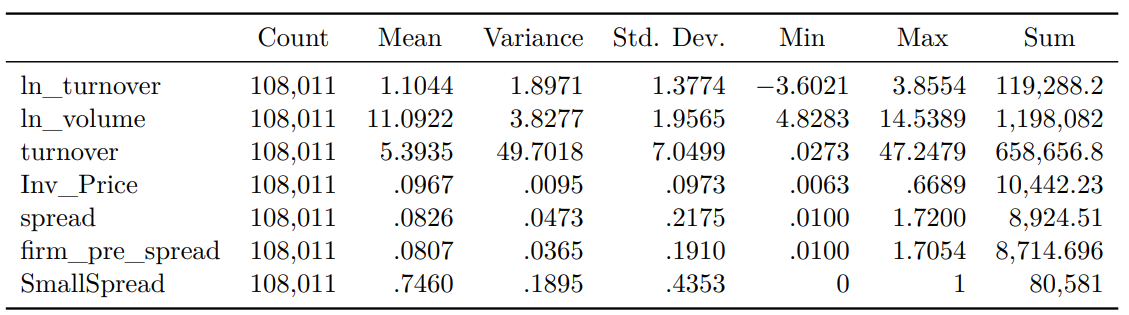 Count Mean Variance Std. Dev. Min Max Sum
ln_turnover 108,011 1.1044 1.8971 1.3774 −3.6021 3.8554 119,288.2
ln_volume 108,011 11.0922 3.8277 1.9565 4.8283 14.5389 1,198,082
turnover 108,011 5.3935 49.7018 7.0499 .0273 47.2479 658,656.8
Inv_Price 108,011 .0967 .0095 .0973 .0063 .6689 10,442.23
spread 108,011 .0826 .0473 .2175 .0100 1.7200 8,924.51
firm_pre_spread 108,011 .0807 .0365 .1910 .0100 1.7054 8,714.696
SmallSpread 108,011 .7460 .1895 .4353 0 1 80,581